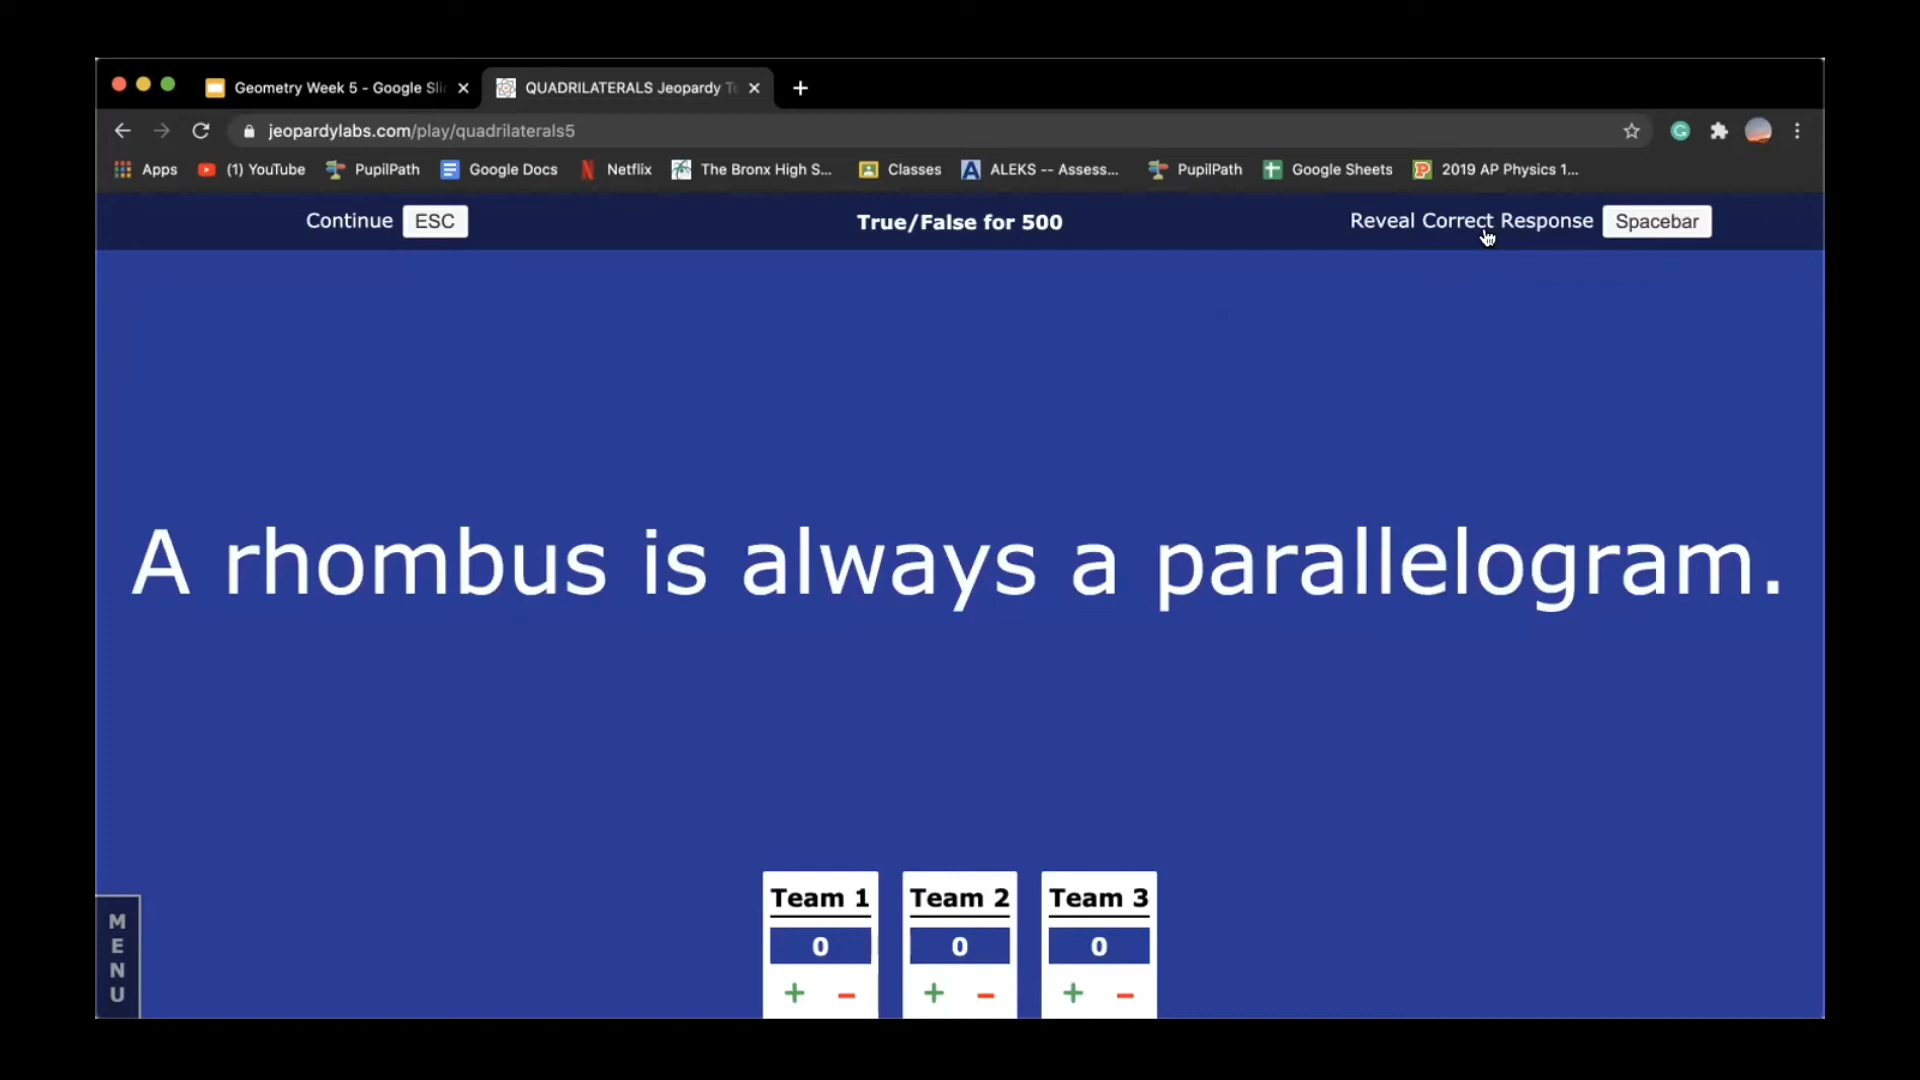 Geometry Week 5 - Google Sli
QUADRILATERALS Jeopardy Te
jeopardylabs.com/play/quadrilaterals5
Apps
(1) YouTube
PupilPath
Google Docs
Netflix
The Bronx High S...
Classes
ALEKS -- Assess...
PupilPath
Google Sheets
2019 AP Physics 1...
Continue ESC
True/False for 500
Reveal Correct Response Spacebar
A rhombus is always a parallelogram.
MENU
Team 1
0
+ −
Team 2
0
+ −
Team 3
0
+ −